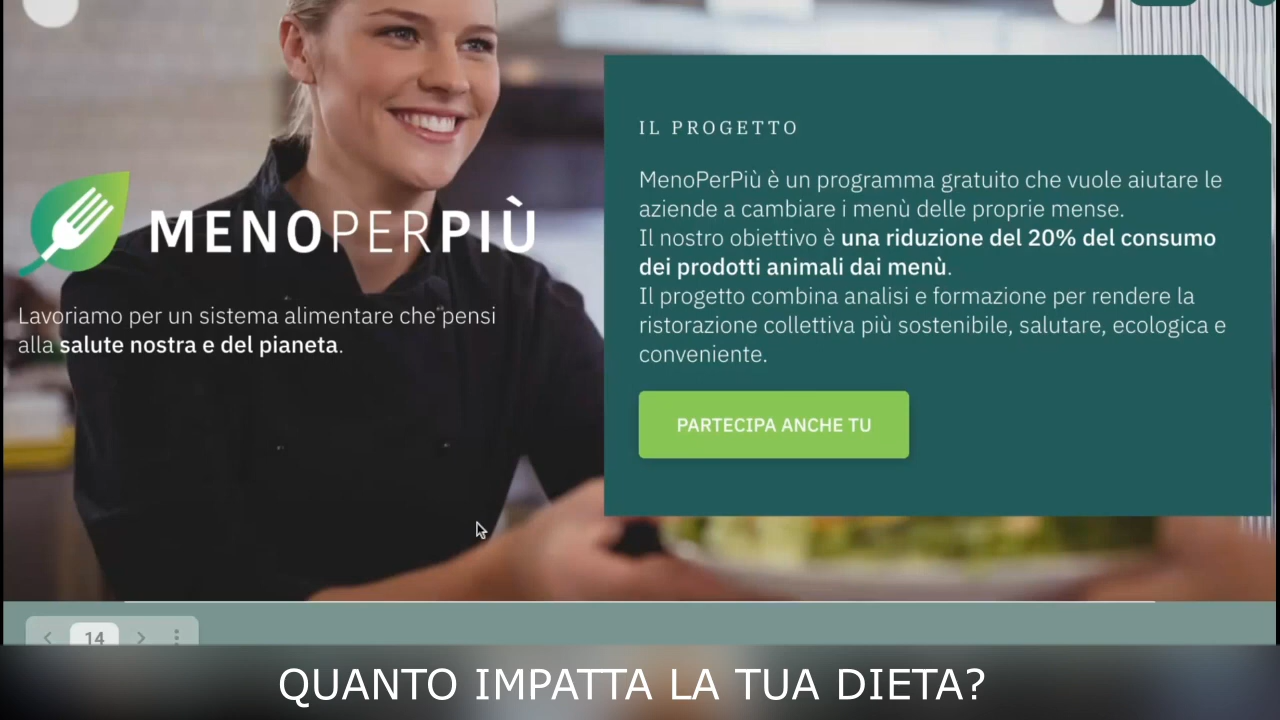 MENOPERPIÙ
Lavoriamo per un sistema alimentare che pensi
alla salute nostra e del pianeta.
IL PROGETTO
MenoPerPiù è un programma gratuito che vuole aiutare le
aziende a cambiare i menù delle proprie mense.
Il nostro obiettivo è una riduzione del 20% del consumo
dei prodotti animali dai menù.
Il progetto combina analisi e formazione per rendere la
ristorazione collettiva più sostenibile, salutare, ecologica e
conveniente.
PARTECIPA ANCHE TU
14
QUANTO IMPATTA LA TUA DIETA?